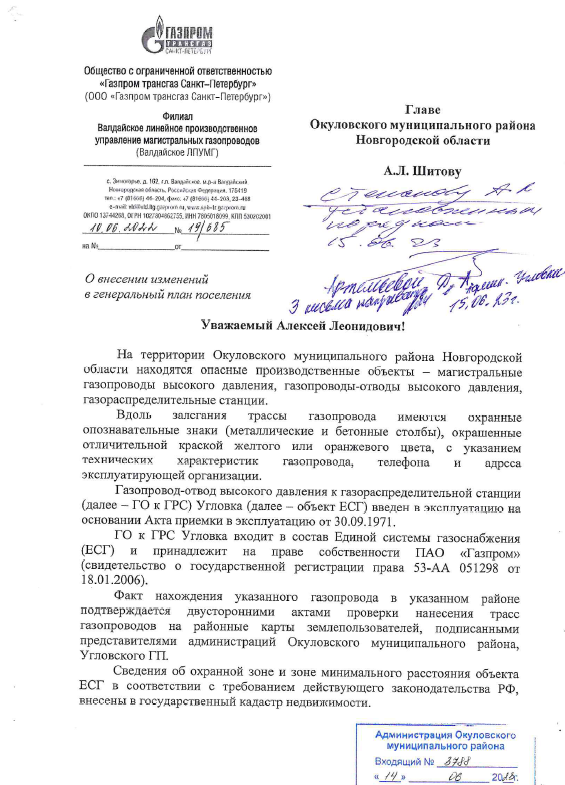 ГАЗПРОМ
ТРАНСГАЗ
САНКТ-ПЕТЕРБУРГ
Общество с ограниченной ответственностью
«Газпром трансгаз Санкт–Петербург»
(ООО «Газпром трансгаз Санкт–Петербург»)
Филиал
Валдайское линейное производственное
управление магистральных газопроводов
(Валдайское ЛПУМГ)
с. Зимогорье, д. 102, г.п. Валдайское, м.р-н Валдайский
Новгородская область, Российская Федерация, 175419
тел.: +7 (81666) 46–204, факс: +7 (81666) 46–203, 23–468
ОКПО 13744288, ОГРН 1027804862755, ИНН 7805018099, КПП 530202001
10.06.2022 № 19/685
на № от
Главе
Окуловского муниципального района
Новгородской области
А.Л. Шитову
Степанову А.Л.
15.06.23
Артемьевой Д.А.
3 письма
15.06.23г.
О внесении изменений
в генеральный план поселения
Уважаемый Алексей Леонидович!
На территории Окуловского муниципального района Новгородской
области находятся опасные производственные объекты – магистральные
газопроводы высокого давления, газопроводы-отводы высокого давления,
газораспределительные станции.
Вдоль залегания трассы газопровода имеются охранные
опознавательные знаки (металлические и бетонные столбы), окрашенные
отличительной краской желтого или оранжевого цвета, с указанием
технических характеристик газопровода, телефона и адреса
эксплуатирующей организации.
Газопровод-отвод высокого давления к газораспределительной станции
(далее – ГО к ГРС) Угловка (далее – объект ЕСГ) введен в эксплуатацию на
основании Акта приемки в эксплуатацию от 30.09.1971.
ГО к ГРС Угловка входит в состав Единой системы газоснабжения
(ЕСГ) и принадлежит на праве собственности ПАО «Газпром»
(свидетельство о государственной регистрации права 53-АА 051298 от
18.01.2006).
Факт нахождения указанного газопровода в указанном районе
подтверждается двусторонними актами проверки нанесения трасс
газопроводов на районные карты землепользователей, подписанными
представителями администраций Окуловского муниципального района,
Угловского ГП.
Сведения об охранной зоне и зоне минимального расстояния объекта
ЕСГ в соответствии с требованием действующего законодательства РФ,
внесены в государственный кадастр недвижимости.
Администрация Окуловского
муниципального района
Входящий № 3788
« 14 » 06